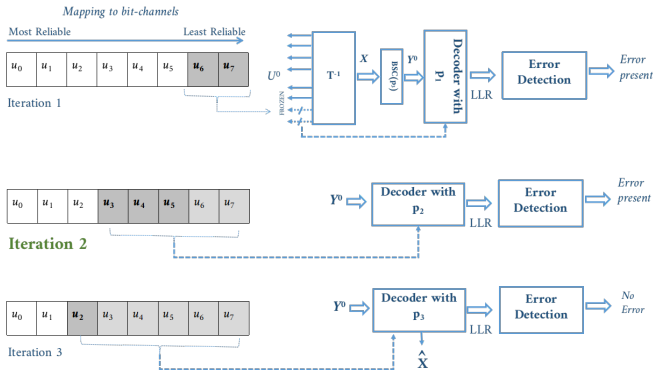 Mapping to bit-channels
Most Reliable Least Reliable
u0 u1 u2 u3 u4 u5 u6 u7
Iteration 1
U⁰
FROZEN
T⁻¹
X
BSC(p₁)
Y⁰
Decoder with p₁
LLR
Error Detection
Error present
u0 u1 u2 u3 u4 u5 u6 u7
Iteration 2
Y⁰
Decoder with p₂
LLR
Error Detection
Error present
u0 u1 u2 u3 u4 u5 u6 u7
Iteration 3
Y⁰
Decoder with p₃
LLR
Error Detection
No Error
X̂